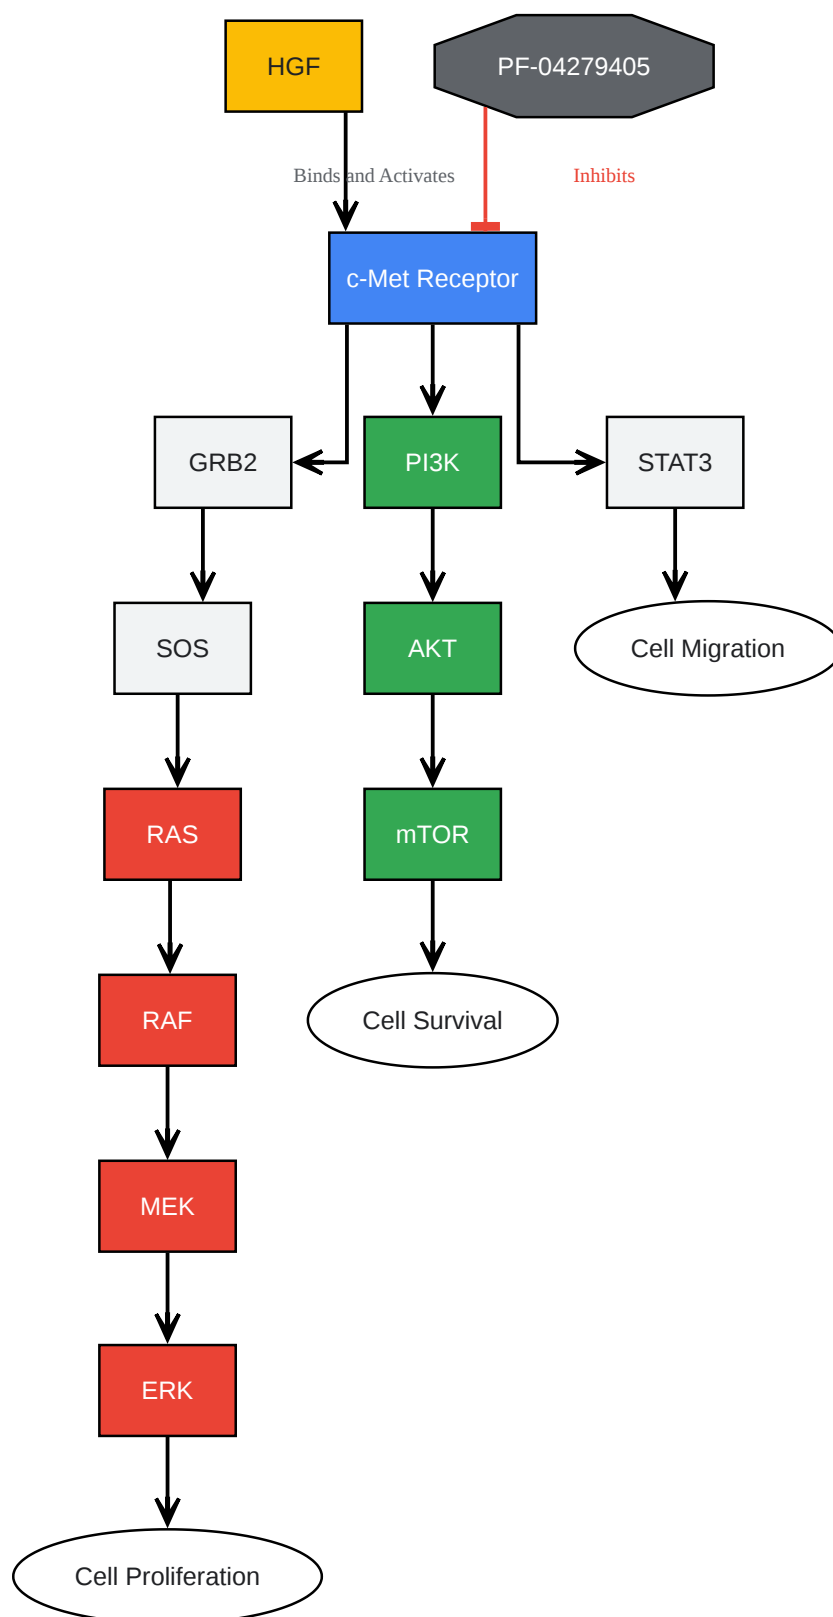 HGF
PF-04279405
Binds and Activates
Inhibits
c-Met Receptor
GRB2
PI3K
STAT3
SOS
AKT
Cell Migration
RAS
mTOR
RAF
Cell Survival
MEK
ERK
Cell Proliferation